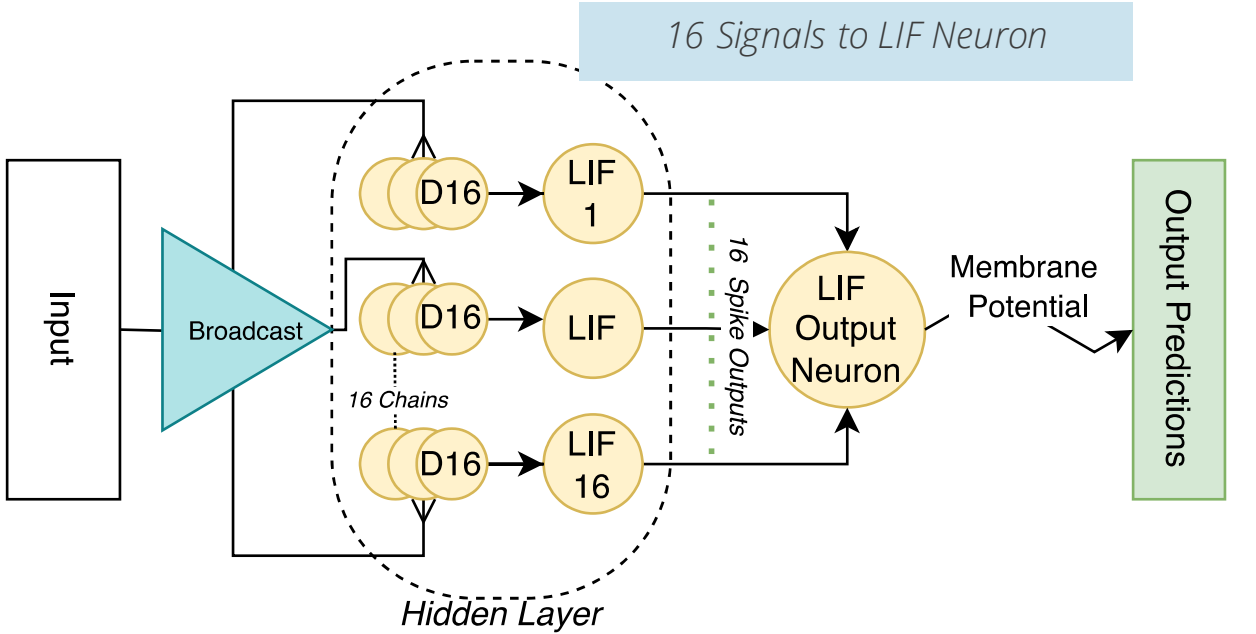 16 Signals to LIF Neuron
Input
Broadcast
D16
LIF
1
D16
LIF
16 Chains
D16
LIF
16
Hidden Layer
16 Spike Outputs
LIF
Output
Neuron
Membrane
Potential
Output Predictions